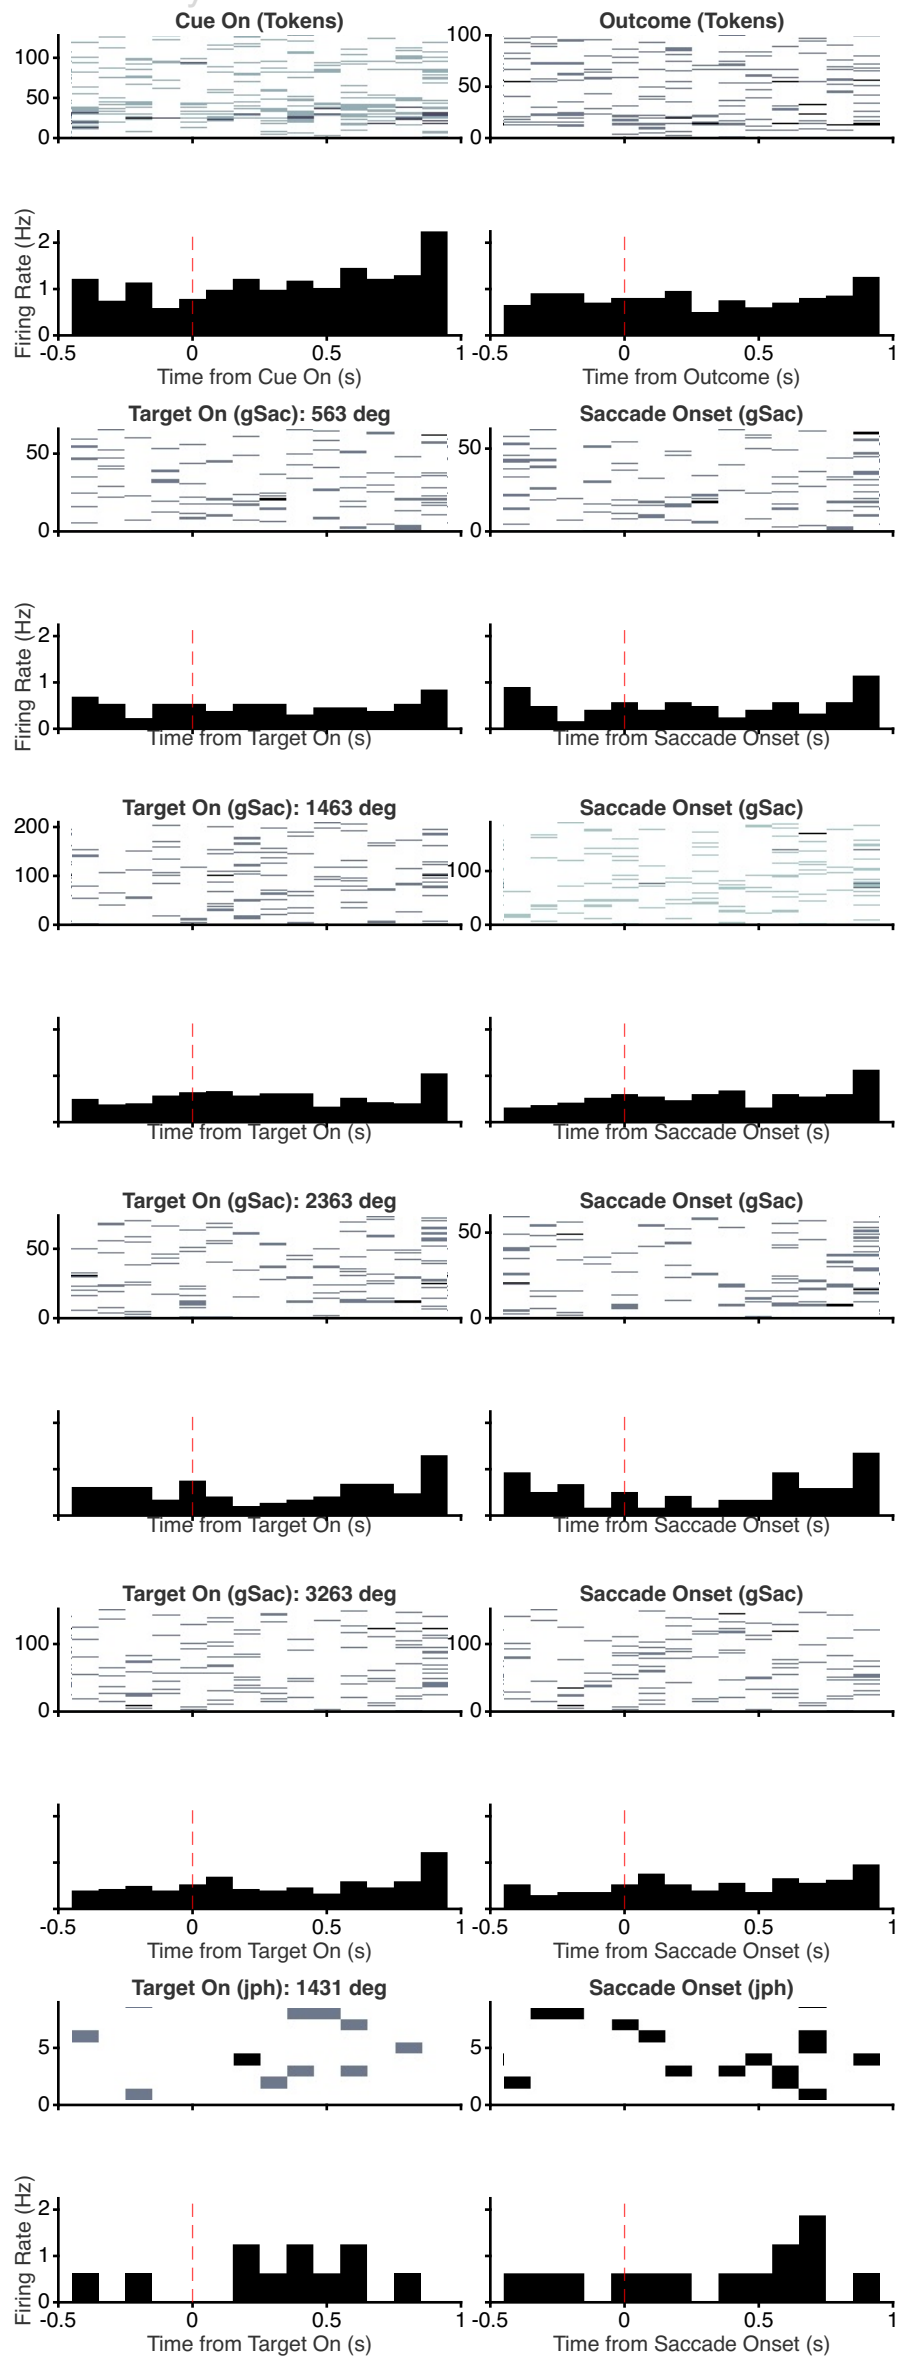 Cue On (Tokens) Outcome (Tokens)
100 100
50 50
0 0
Firing Rate (Hz)
2
1
0
-0.5 0 0.5 1 -0.5 0 0.5 1
Time from Cue On (s) Time from Outcome (s)
Target On (gSac): 563 deg Saccade Onset (gSac)
50 50
0 0
Firing Rate (Hz)
2
1
0
Time from Target On (s) Time from Saccade Onset (s)
Target On (gSac): 1463 deg Saccade Onset (gSac)
200
100 100
0 0
Time from Target On (s) Time from Saccade Onset (s)
Target On (gSac): 2363 deg Saccade Onset (gSac)
50 50
0 0
Time from Target On (s) Time from Saccade Onset (s)
Target On (gSac): 3263 deg Saccade Onset (gSac)
100 100
0 0
-0.5 0 0.5 1 -0.5 0 0.5 1
Time from Target On (s) Time from Saccade Onset (s)
Target On (jph): 1431 deg Saccade Onset (jph)
5 5
0 0
Firing Rate (Hz)
2
1
0
-0.5 0 0.5 1 -0.5 0 0.5 1
Time from Target On (s) Time from Saccade Onset (s)